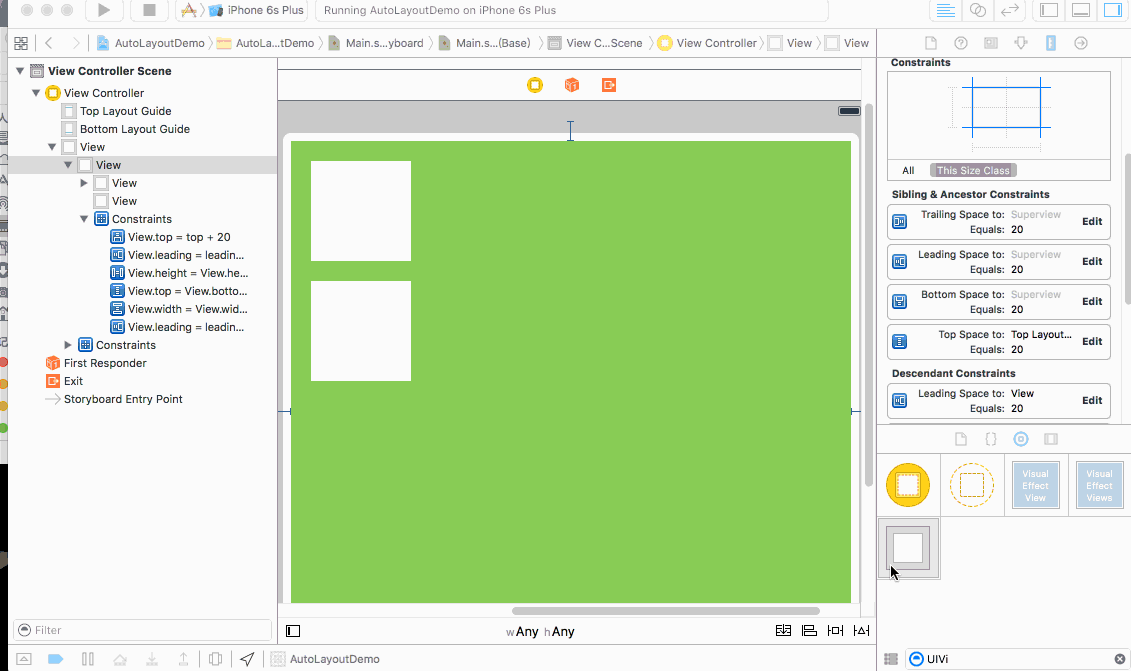 iPhone 6s Plus
Running AutoLayoutDemo on iPhone 6s Plus
AutoLayoutDemo
AutoLa...tDemo
Main.s...yboard
Main.s...(Base)
View C...Scene
View Controller
View
View
View Controller Scene
View Controller
Top Layout Guide
Bottom Layout Guide
View
View
View
View
Constraints
View.top = top + 20
View.leading = leadin...
View.height = View.he...
View.top = View.botto...
View.width = View.wid...
View.leading = leadin...
Constraints
First Responder
Exit
Storyboard Entry Point
Filter
wAny hAny
AutoLayoutDemo
Constraints
All
This Size Class
Sibling & Ancestor Constraints
Trailing Space to: Superview
Equals: 20
Edit
Leading Space to: Superview
Equals: 20
Edit
Bottom Space to: Superview
Equals: 20
Edit
Top Space to: Top Layout...
Equals: 20
Edit
Descendant Constraints
Leading Space to: View
Equals: 20
Edit
Visual
Effect
View
Visual
Effect
Views
UIVi